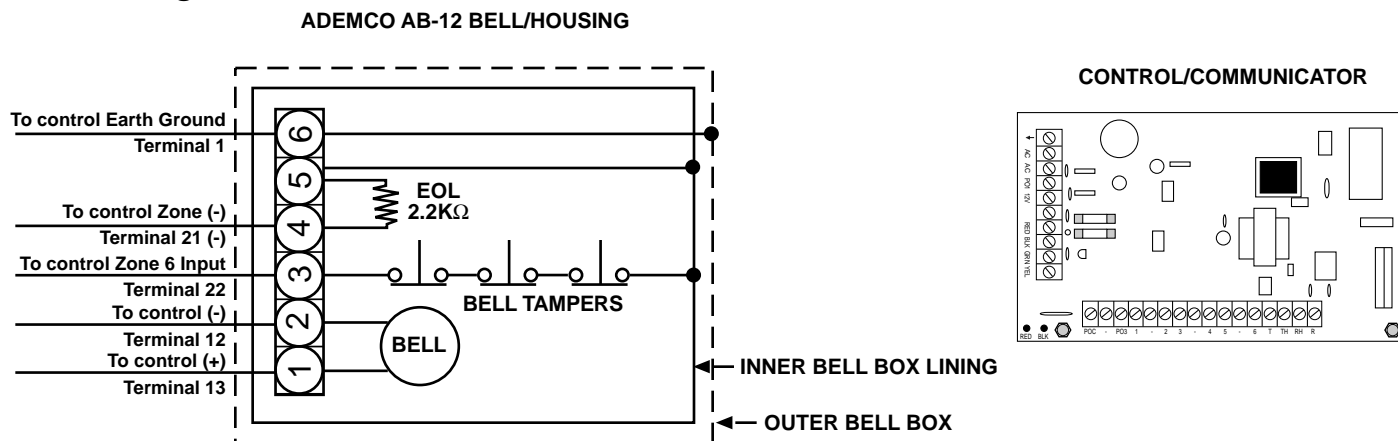 ADEMCO AB-12 BELL/HOUSING
To control Earth Ground
Terminal 1
To control Zone (-)
Terminal 21 (-)
To control Zone 6 Input
Terminal 22
To control (-)
Terminal 12
To control (+)
Terminal 13
6
5
4
3
2
1
EOL
2.2KΩ
BELL TAMPERS
BELL
INNER BELL BOX LINING
OUTER BELL BOX
CONTROL/COMMUNICATOR
AC
AC
12V
RED
BLK
GRN
YEL
RED BLK
POC - PO3 1 - 2 3 - 4 5 - 6 T TH RH R